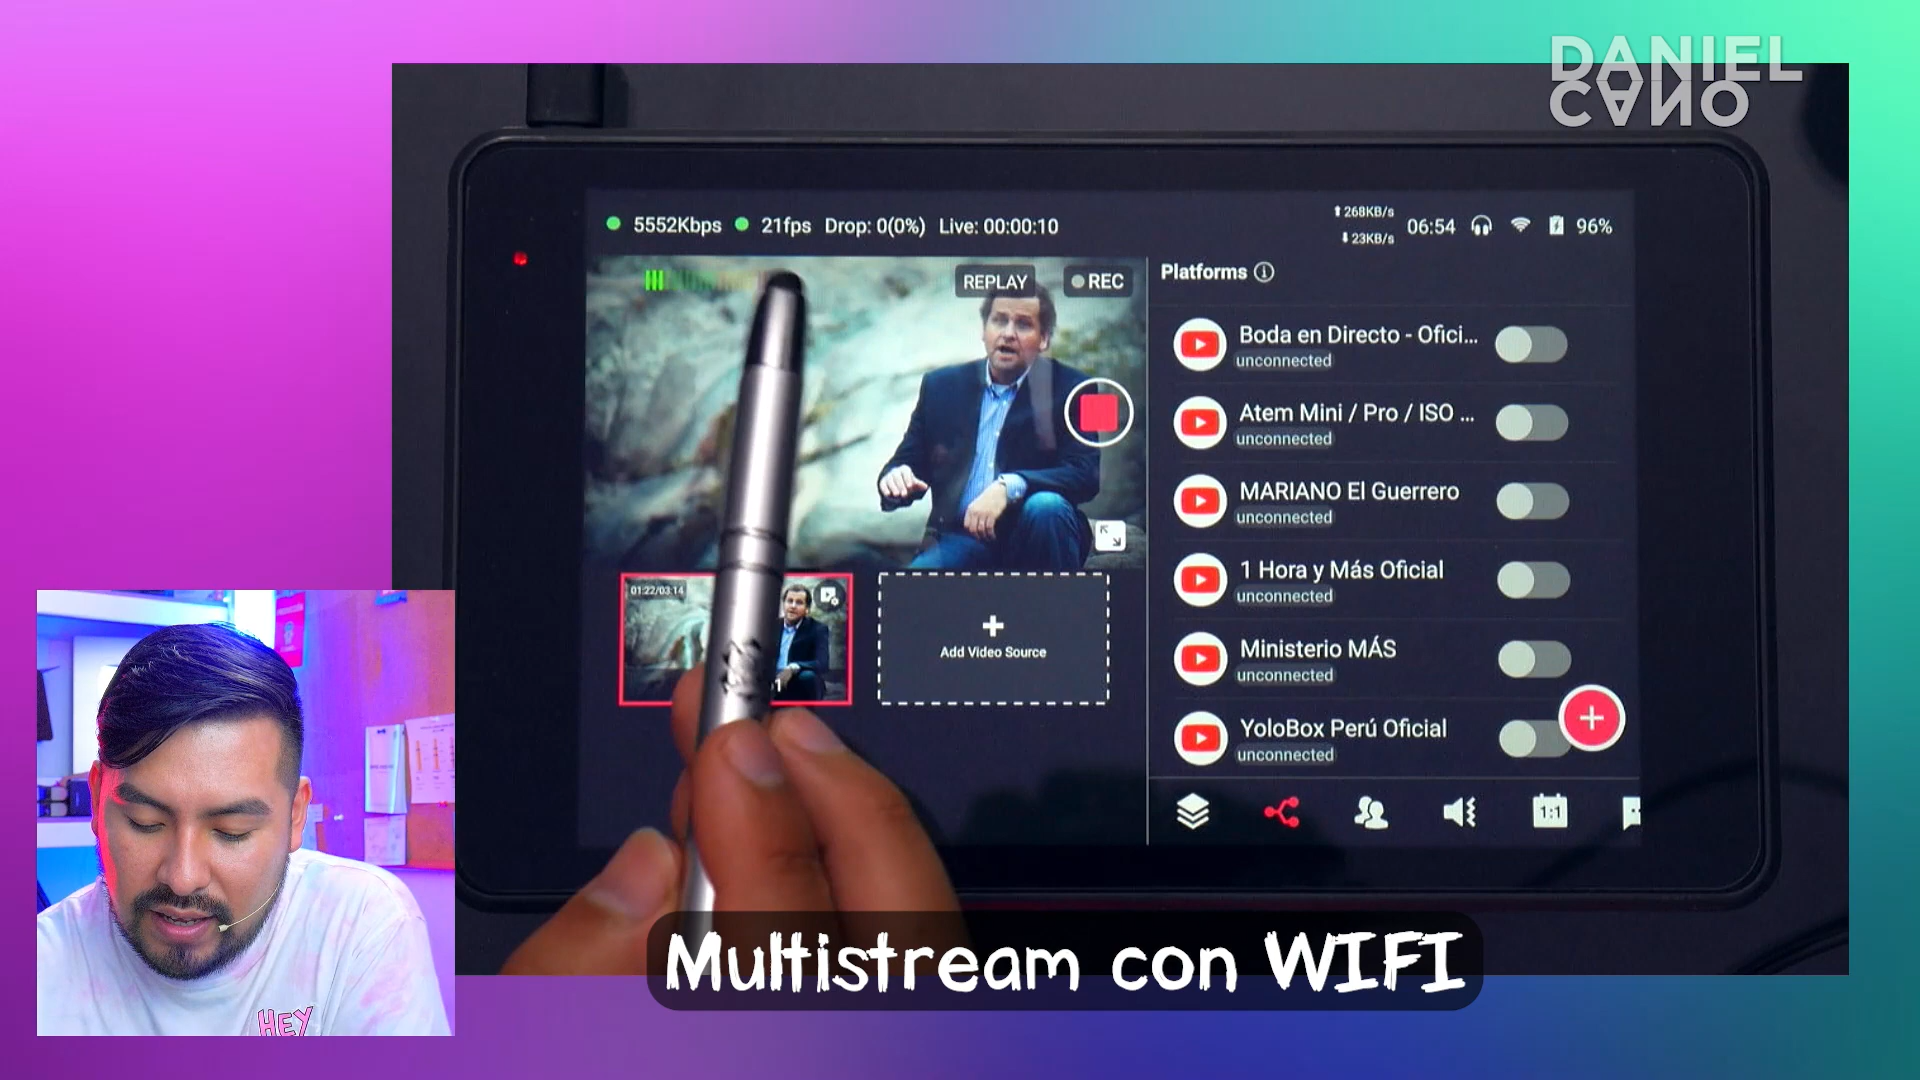 DANIEL
CANO
5552Kbps 21fps Drop: 0(0%) Live: 00:00:10
268KB/s
23KB/s
06:54
96%
REPLAY
REC
Platforms
Boda en Directo - Ofici...
unconnected
Atem Mini / Pro / ISO ...
unconnected
MARIANO El Guerrero
unconnected
1 Hora y Más Oficial
unconnected
Ministerio MÁS
unconnected
YoloBox Perú Oficial
unconnected
01:22/03:14
1
Add Video Source
1:1
HEY
Multistream con WIFI